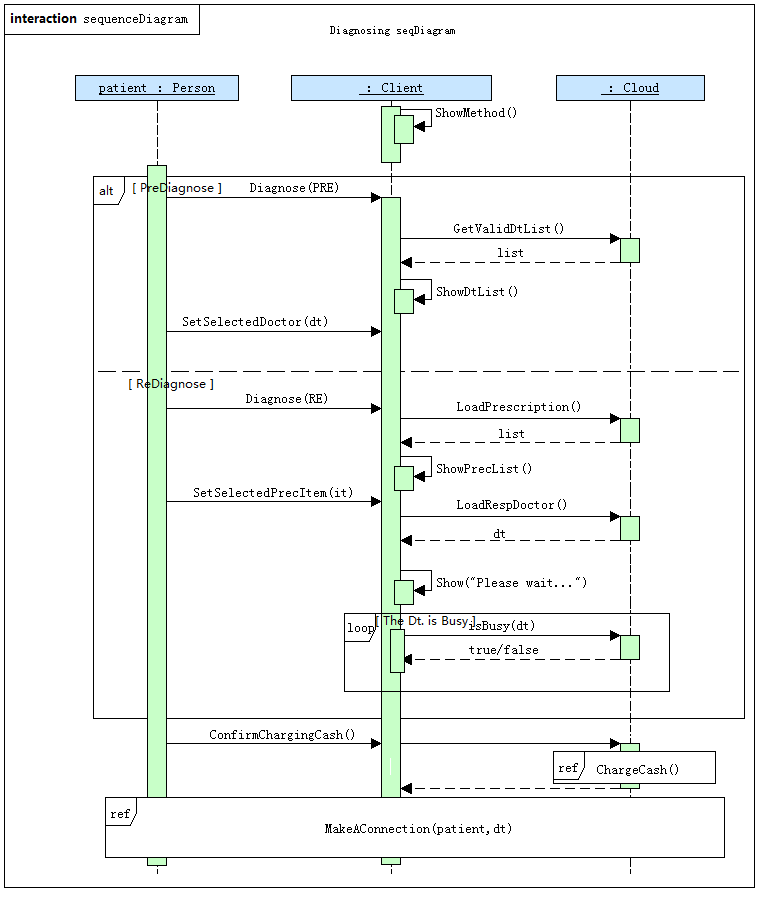 interaction sequenceDiagram
Diagnosing seqDiagram
patient : Person
: Client
: Cloud
ShowMethod()
alt
[ PreDiagnose ]
Diagnose(PRE)
GetValidDtList()
list
ShowDtList()
SetSelectedDoctor(dt)
[ ReDiagnose ]
Diagnose(RE)
LoadPrescription()
list
ShowPrecList()
SetSelectedPrecItem(it)
LoadRespDoctor()
dt
Show("Please wait...")
loop
[ The Dt. is Busy ]
isBusy(dt)
true/false
ConfirmChargingCash()
ref
ChargeCash()
ref
MakeAConnection(patient,dt)